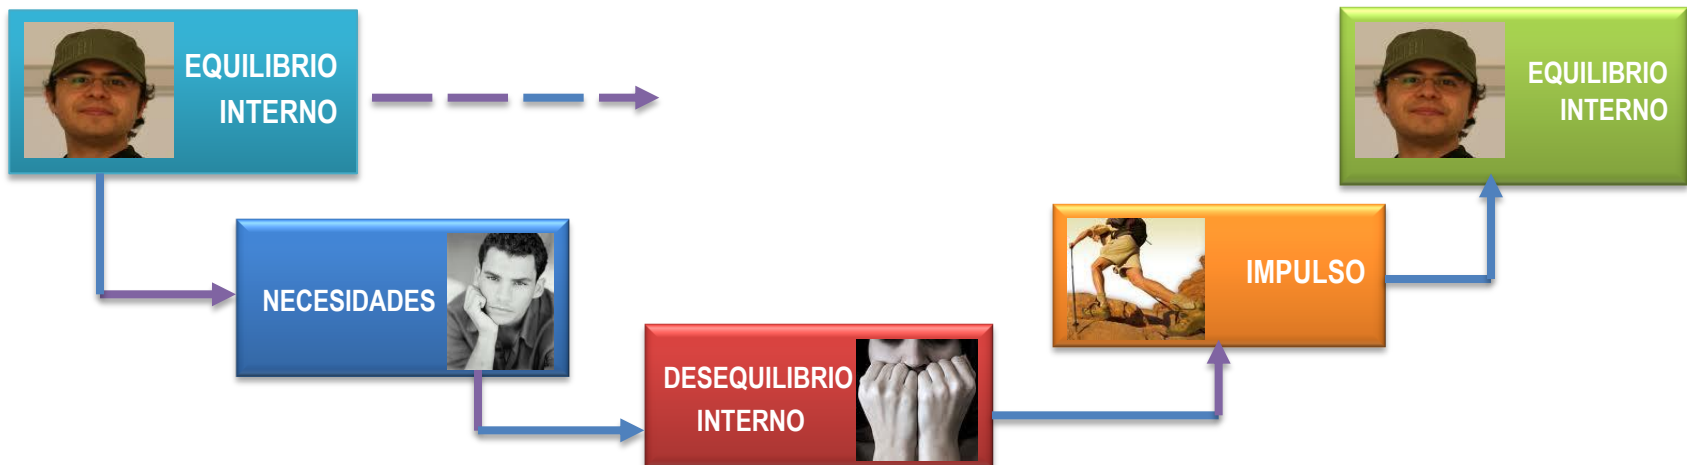 EQUILIBRIO
INTERNO
NECESIDADES
DESEQUILIBRIO
INTERNO
IMPULSO
EQUILIBRIO
INTERNO